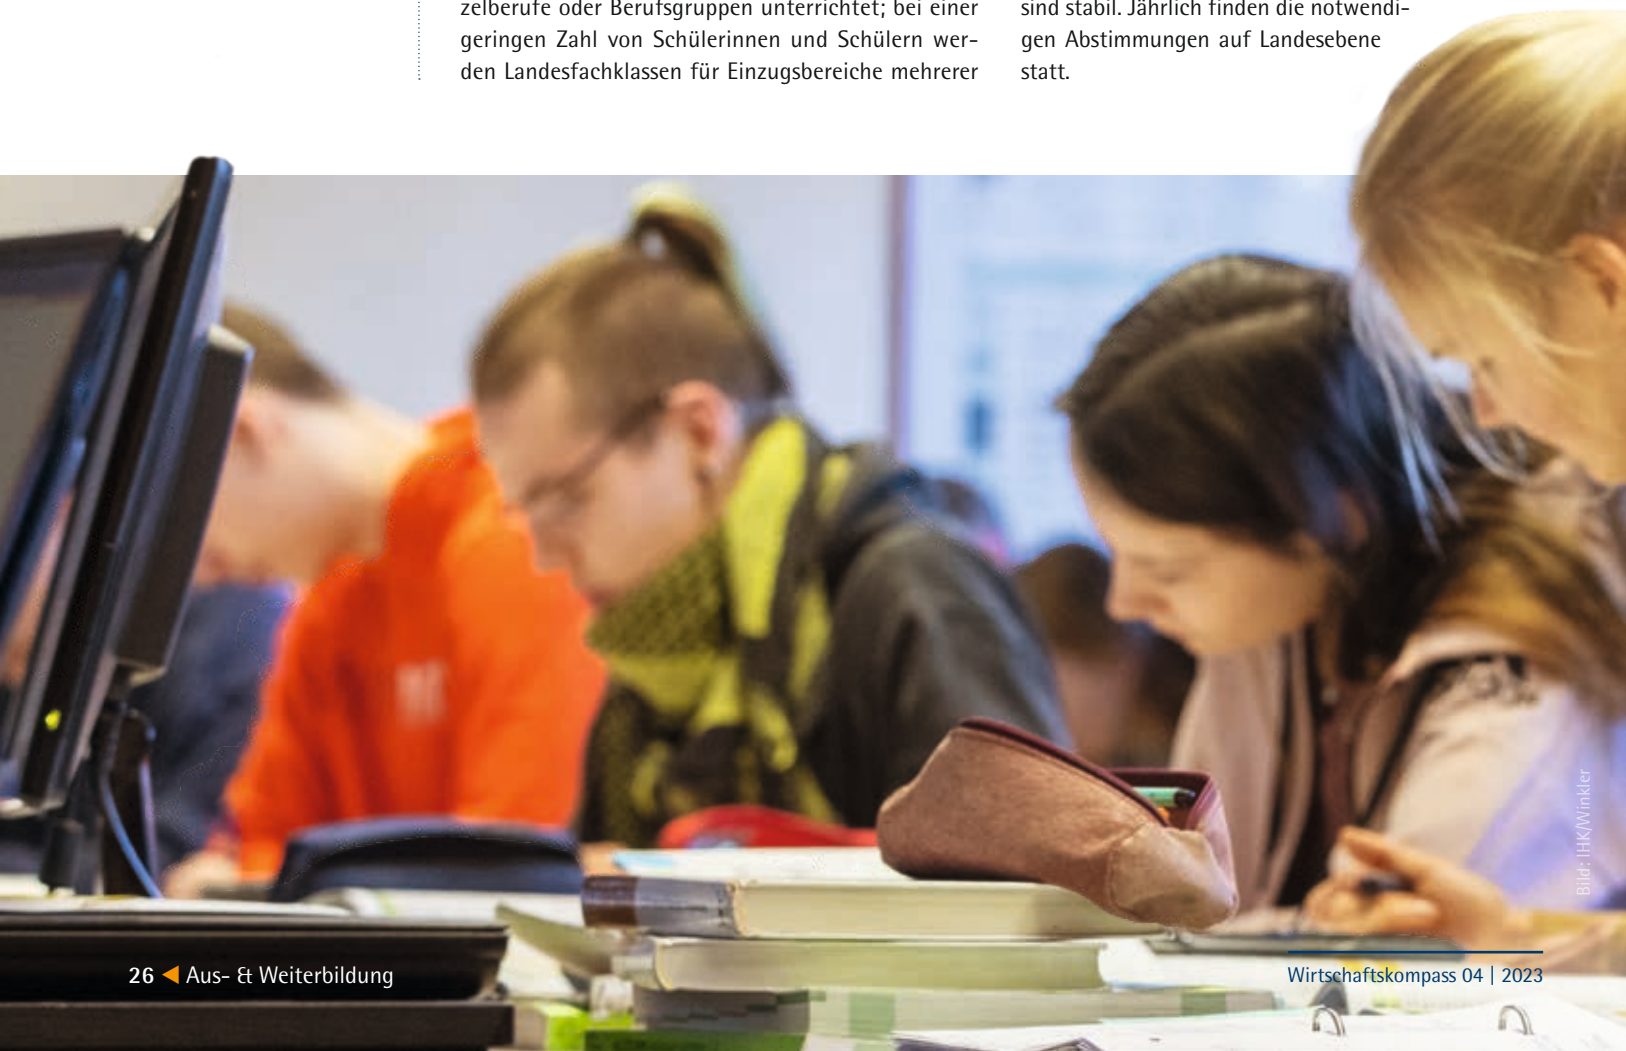 zelberufe oder Berufsgruppen unterrichtet; bei einer
geringen Zahl von Schülerinnen und Schülern wer-
den Landesfachklassen für Einzugsbereiche mehrerer
sind stabil. Jährlich finden die notwendi-
gen Abstimmungen auf Landesebene
statt.
Bild: IHK/Winkler
26 ◀ Aus- & Weiterbildung
Wirtschaftskompass 04 | 2023